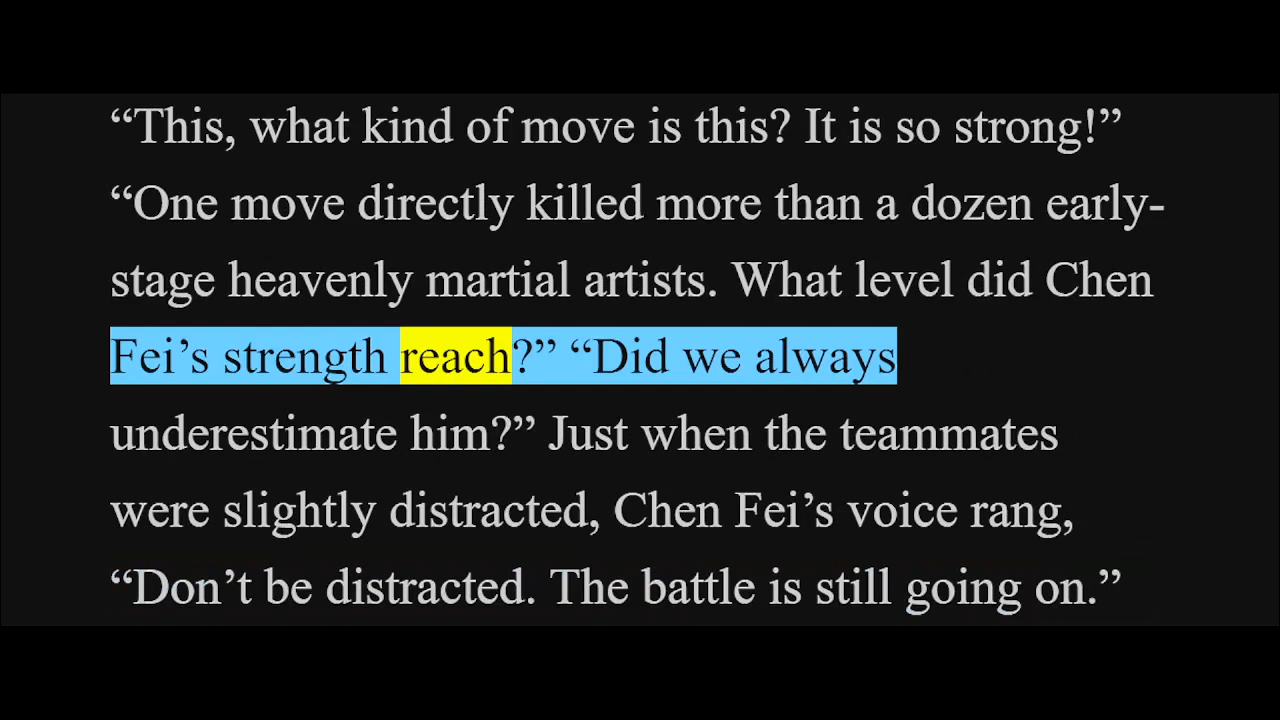 “This, what kind of move is this? It is so strong!”
“One move directly killed more than a dozen early-
stage heavenly martial artists. What level did Chen
Fei’s strength reach?” “Did we always
underestimate him?” Just when the teammates
were slightly distracted, Chen Fei’s voice rang,
“Don’t be distracted. The battle is still going on.”